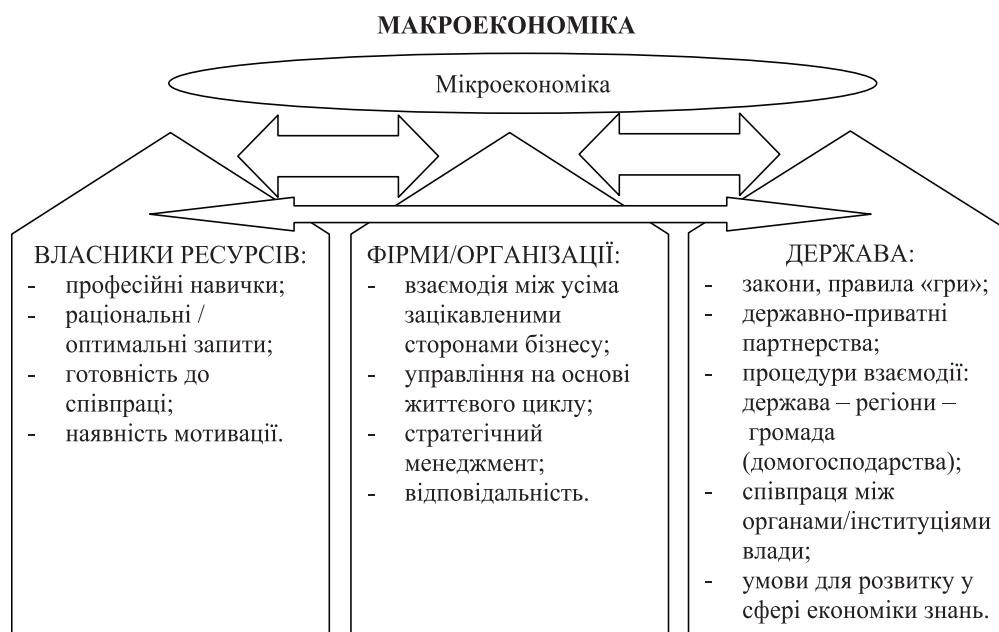 МАКРОЕКОНОМІКА
Мікроекономіка
ВЛАСНИКИ РЕСУРСІВ:
- професійні навички;
- раціональні /
оптимальні запити;
- готовність до
співпраці;
- наявність мотивації.
ФІРМИ/ОРГАНІЗАЦІЇ:
- взаємодія між усіма
зацікавленими
сторонами бізнесу;
- управління на основі
життєвого циклу;
- стратегічний
менеджмент;
- відповідальність.
ДЕРЖАВА:
- закони, правила «гри»;
- державно-приватні
партнерства;
- процедури взаємодії:
держава – регіони –
громада
(домогосподарства);
- співпраця між
органами/інституціями
влади;
- умови для розвитку у
сфері економіки знань.